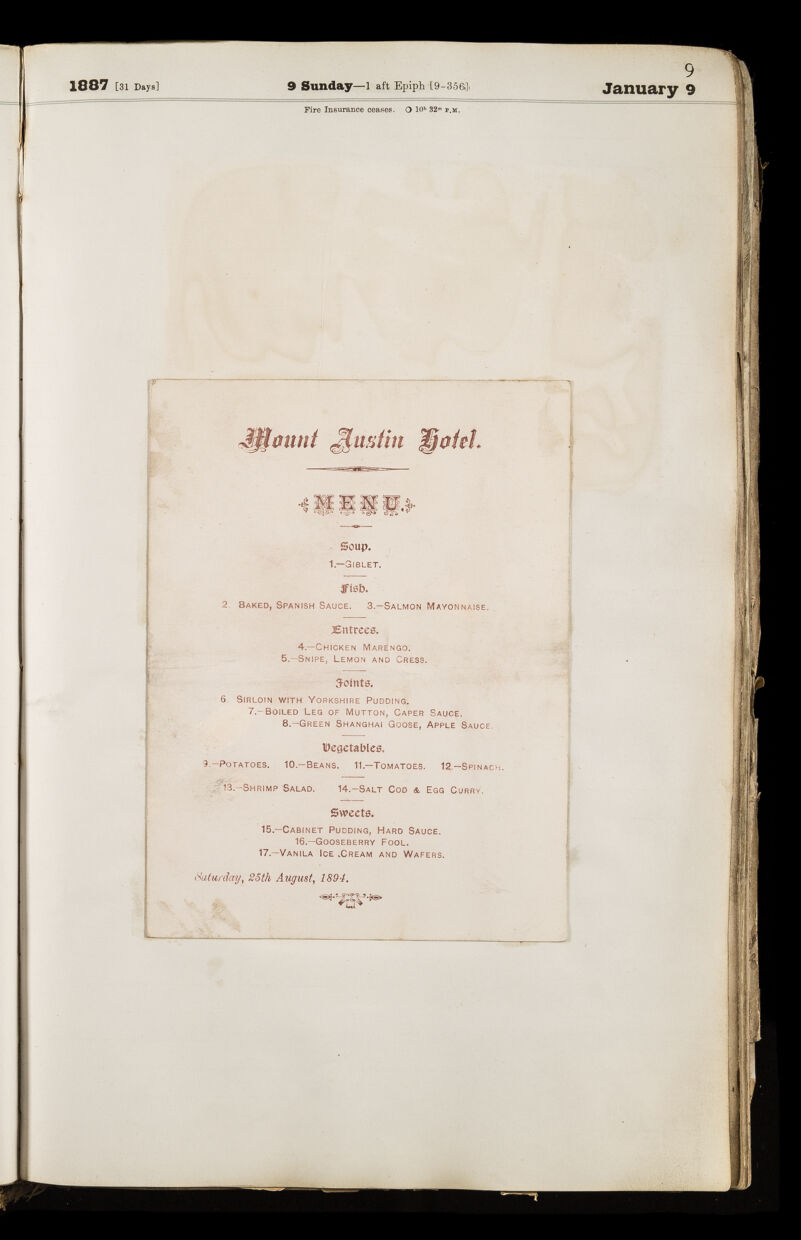 9
1887 [31 Days] 9 Sunday—1 aft Epiph [9-356] January 9
Fire Insurance ceases. O 10h 32m P.M.
Mount Austin Hotel.
MENU.
Soup.
1.—GIBLET.
Fish.
2. BAKED, SPANISH SAUCE. 3.—SALMON MAYONNAISE.
Entrees.
4.—CHICKEN MARENGO.
5.—SNIPE, LEMON AND CRESS.
Joints.
6. SIRLOIN WITH YORKSHIRE PUDDING.
7.—BOILED LEG OF MUTTON, CAPER SAUCE.
8.—GREEN SHANGHAI GOOSE, APPLE SAUCE.
Vegetables.
9.—POTATOES. 10.—BEANS. 11.—TOMATOES. 12.—SPINACH.
13.—SHRIMP SALAD. 14.—SALT COD & EGG CURRY.
Sweets.
15.—CABINET PUDDING, HARD SAUCE.
16.—GOOSEBERRY FOOL.
17.—VANILA ICE .CREAM AND WAFERS.
Saturday, 25th August, 1894.